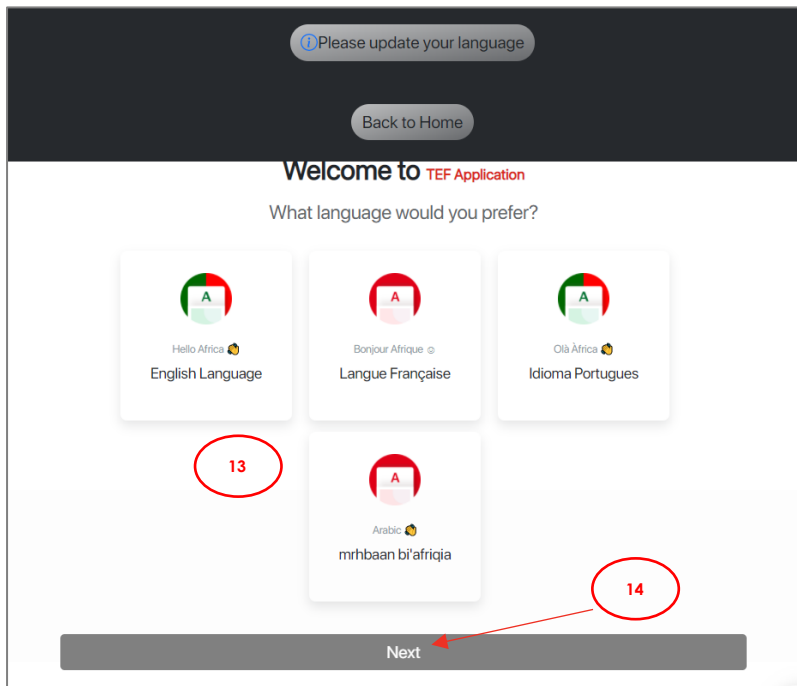 Please update your language
Back to Home
Welcome to TEF Application
What language would you prefer?
A
Hello Africa 👏
English Language
A
Bonjour Afrique ☺
Langue Française
A
Olà Àfrica 👏
Idioma Portugues
13
A
Arabic 👏
mrhbaan bi'afriqia
14
Next